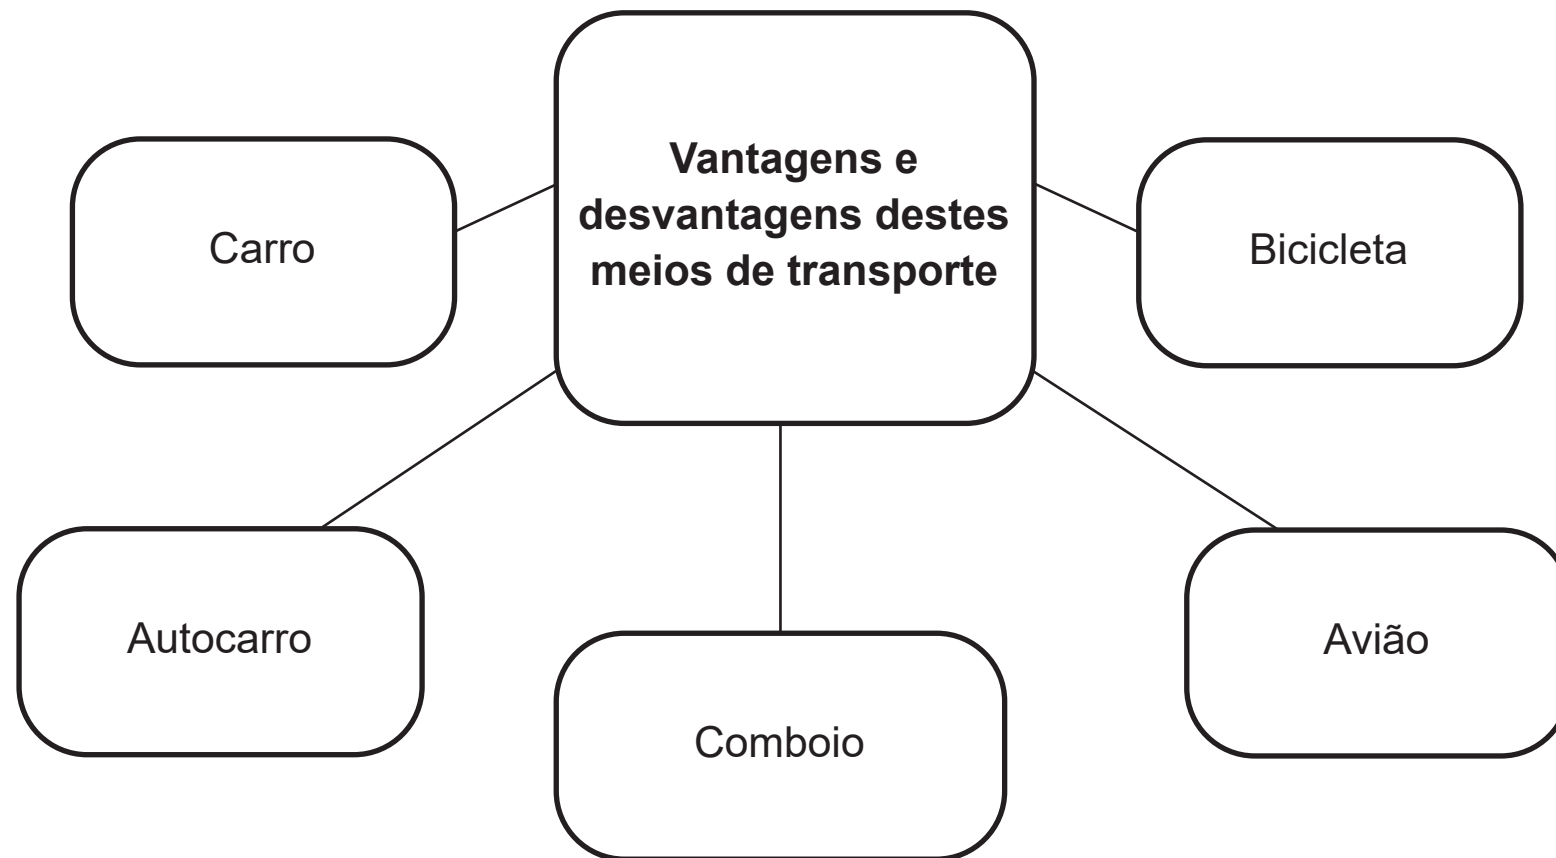 Vantagens e
desvantagens destes
meios de transporte
Carro
Bicicleta
Autocarro
Comboio
Avião